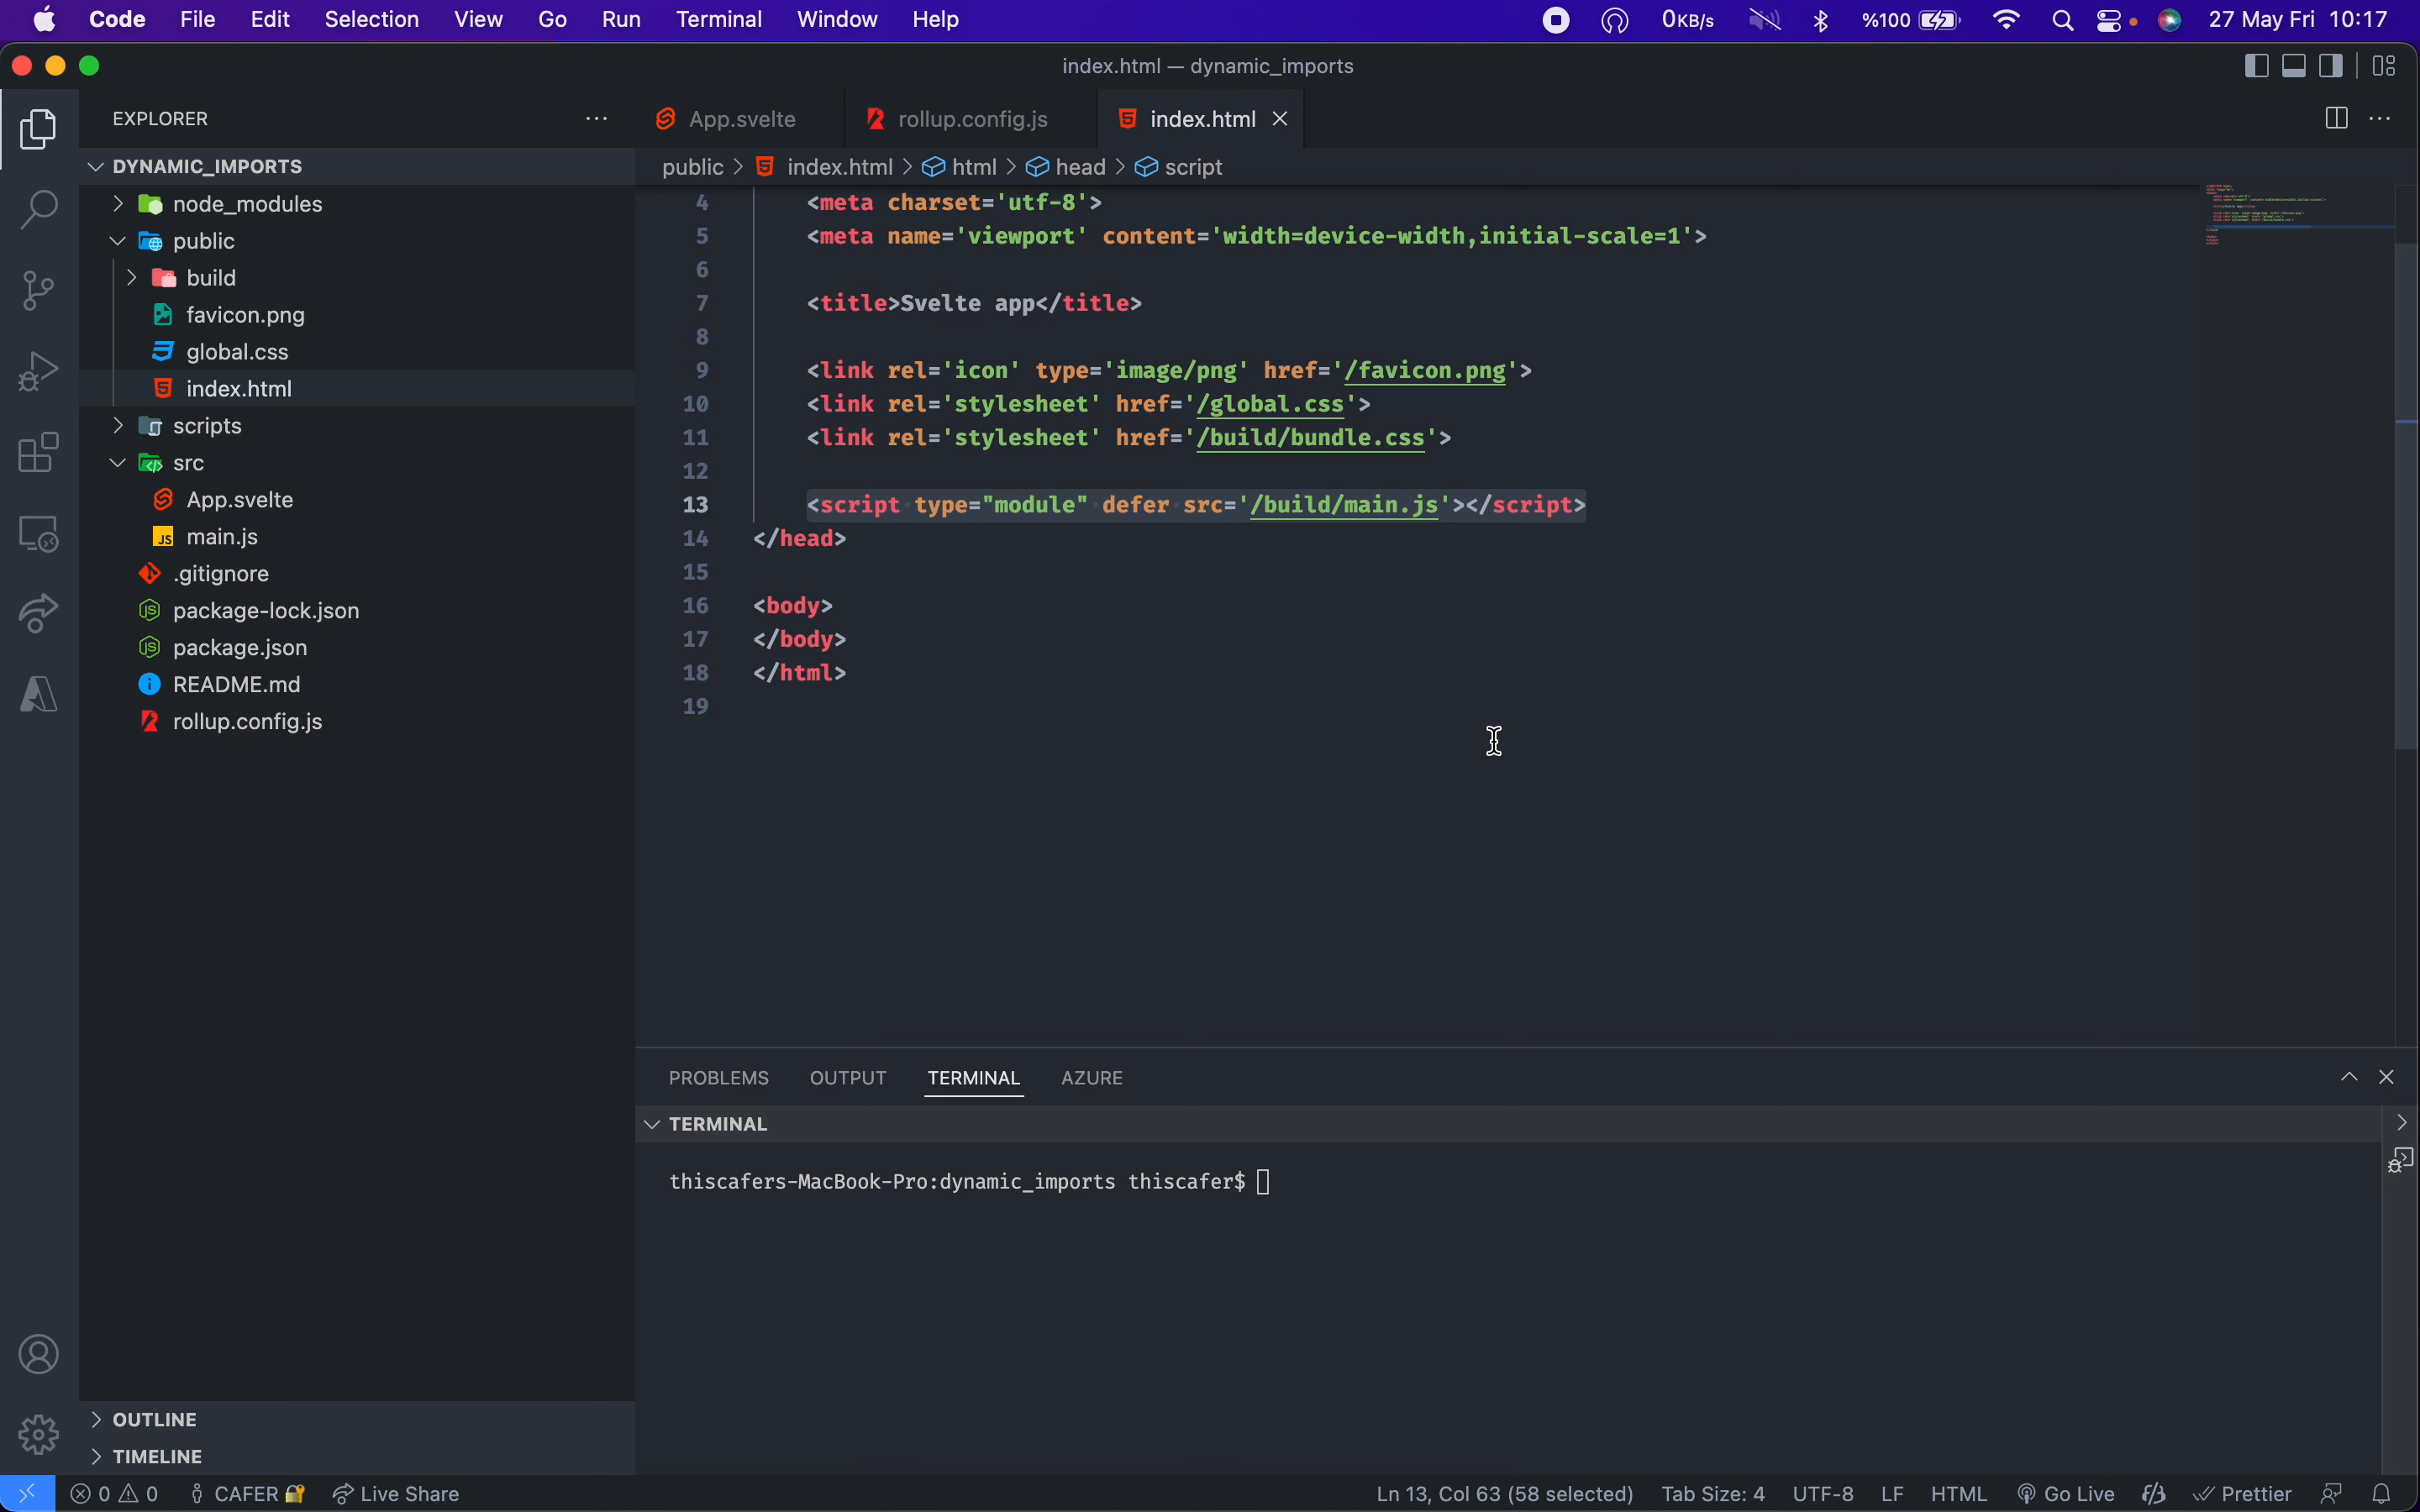 Code File Edit Selection View Go Run Terminal Window Help 0KB/s %100 27 May Fri 10:17
index.html — dynamic_imports
EXPLORER
DYNAMIC_IMPORTS
node_modules
public
build
favicon.png
global.css
index.html
scripts
src
App.svelte
main.js
.gitignore
package-lock.json
package.json
README.md
rollup.config.js
OUTLINE
TIMELINE
App.svelte rollup.config.js index.html
public > index.html > html > head > script
4 <meta charset='utf-8'>
5 <meta name='viewport' content='width=device-width,initial-scale=1'>
6
7 <title>Svelte app</title>
8
9 <link rel='icon' type='image/png' href='/favicon.png'>
10 <link rel='stylesheet' href='/global.css'>
11 <link rel='stylesheet' href='/build/bundle.css'>
12
13 <script type="module" defer src='/build/main.js'></script>
14 </head>
15
16 <body>
17 </body>
18 </html>
19
PROBLEMS OUTPUT TERMINAL AZURE
TERMINAL
thiscafers-MacBook-Pro:dynamic_imports thiscafer$
0 0 CAFER Live Share Ln 13, Col 63 (58 selected) Tab Size: 4 UTF-8 LF HTML Go Live Prettier